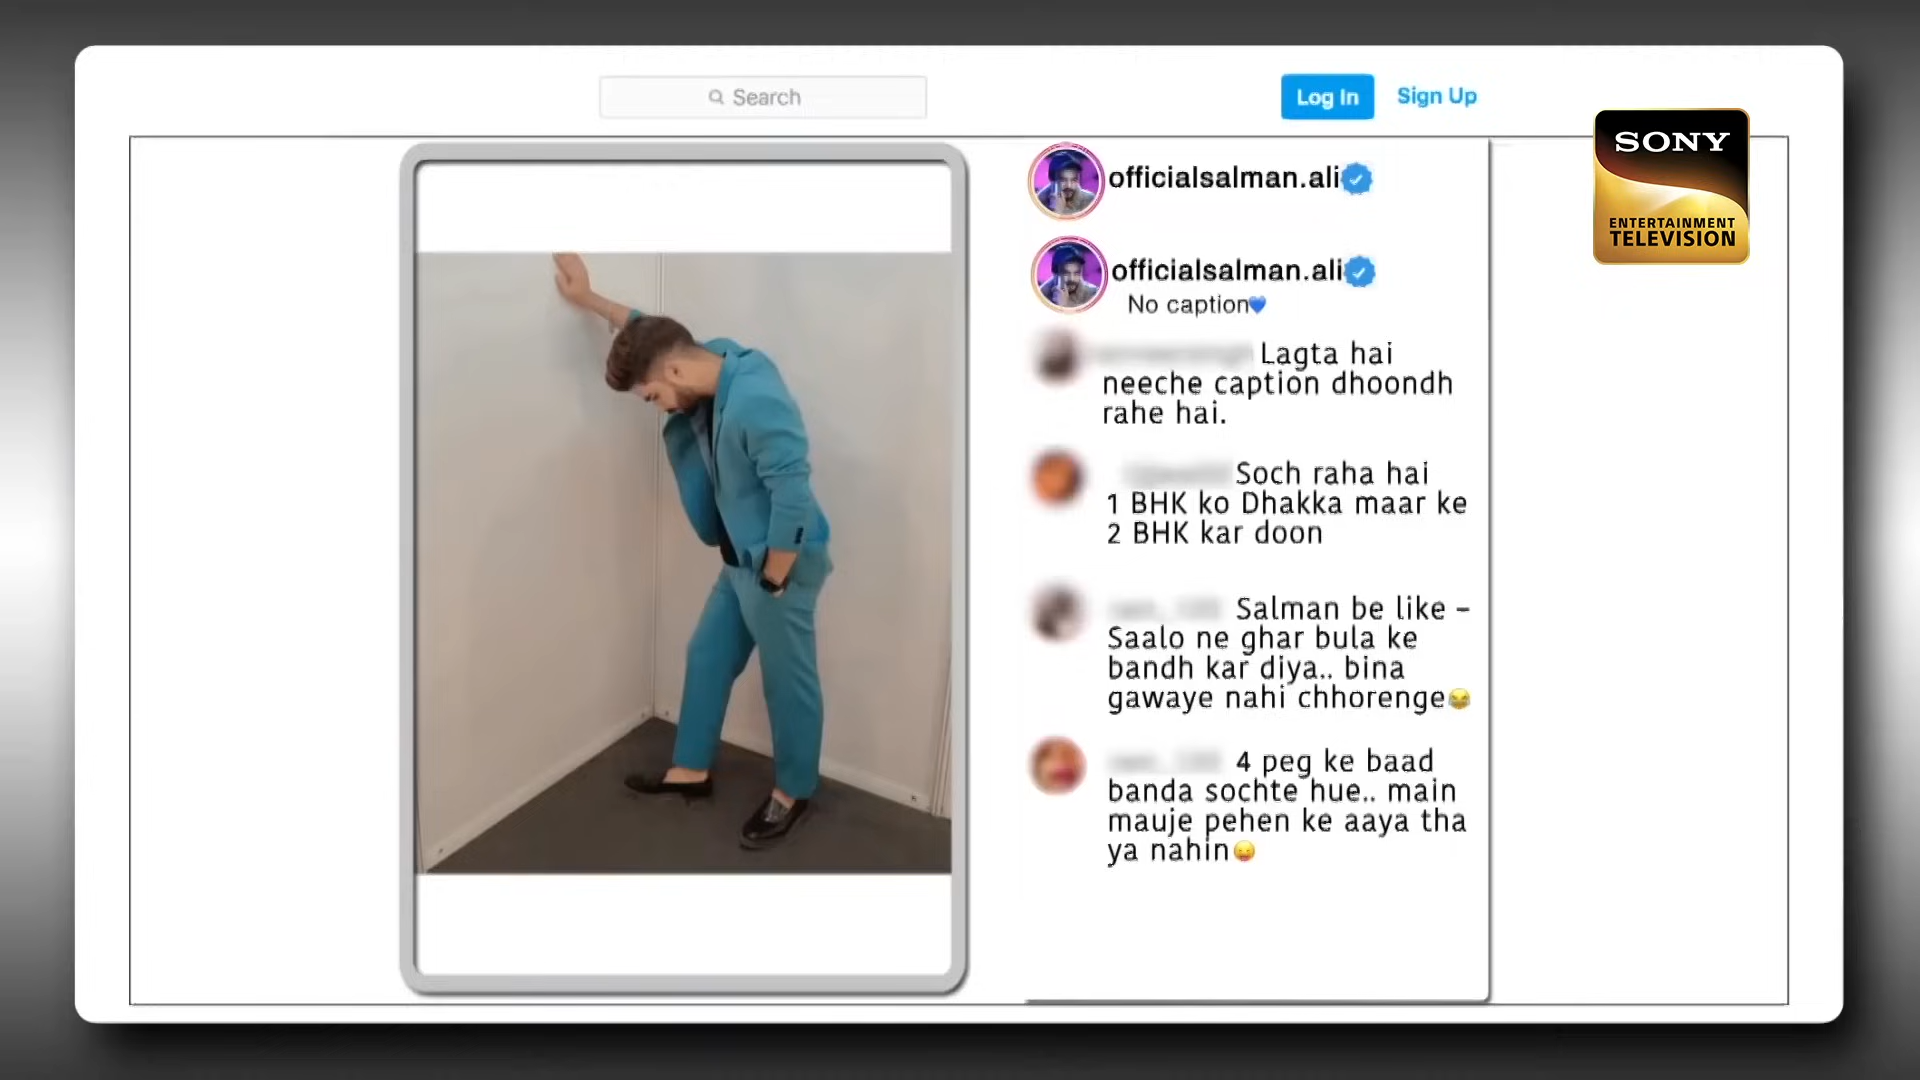 Search
Log In
Sign Up
SONY
ENTERTAINMENT
TELEVISION
officialsalman.ali
officialsalman.ali
No caption💙
Lagta hai
neeche caption dhoondh
rahe hai.
Soch raha hai
1 BHK ko Dhakka maar ke
2 BHK kar doon
Salman be like –
Saalo ne ghar bula ke
bandh kar diya.. bina
gawaye nahi chhorenge😂
4 peg ke baad
banda sochte hue.. main
mauje pehen ke aaya tha
ya nahin😛